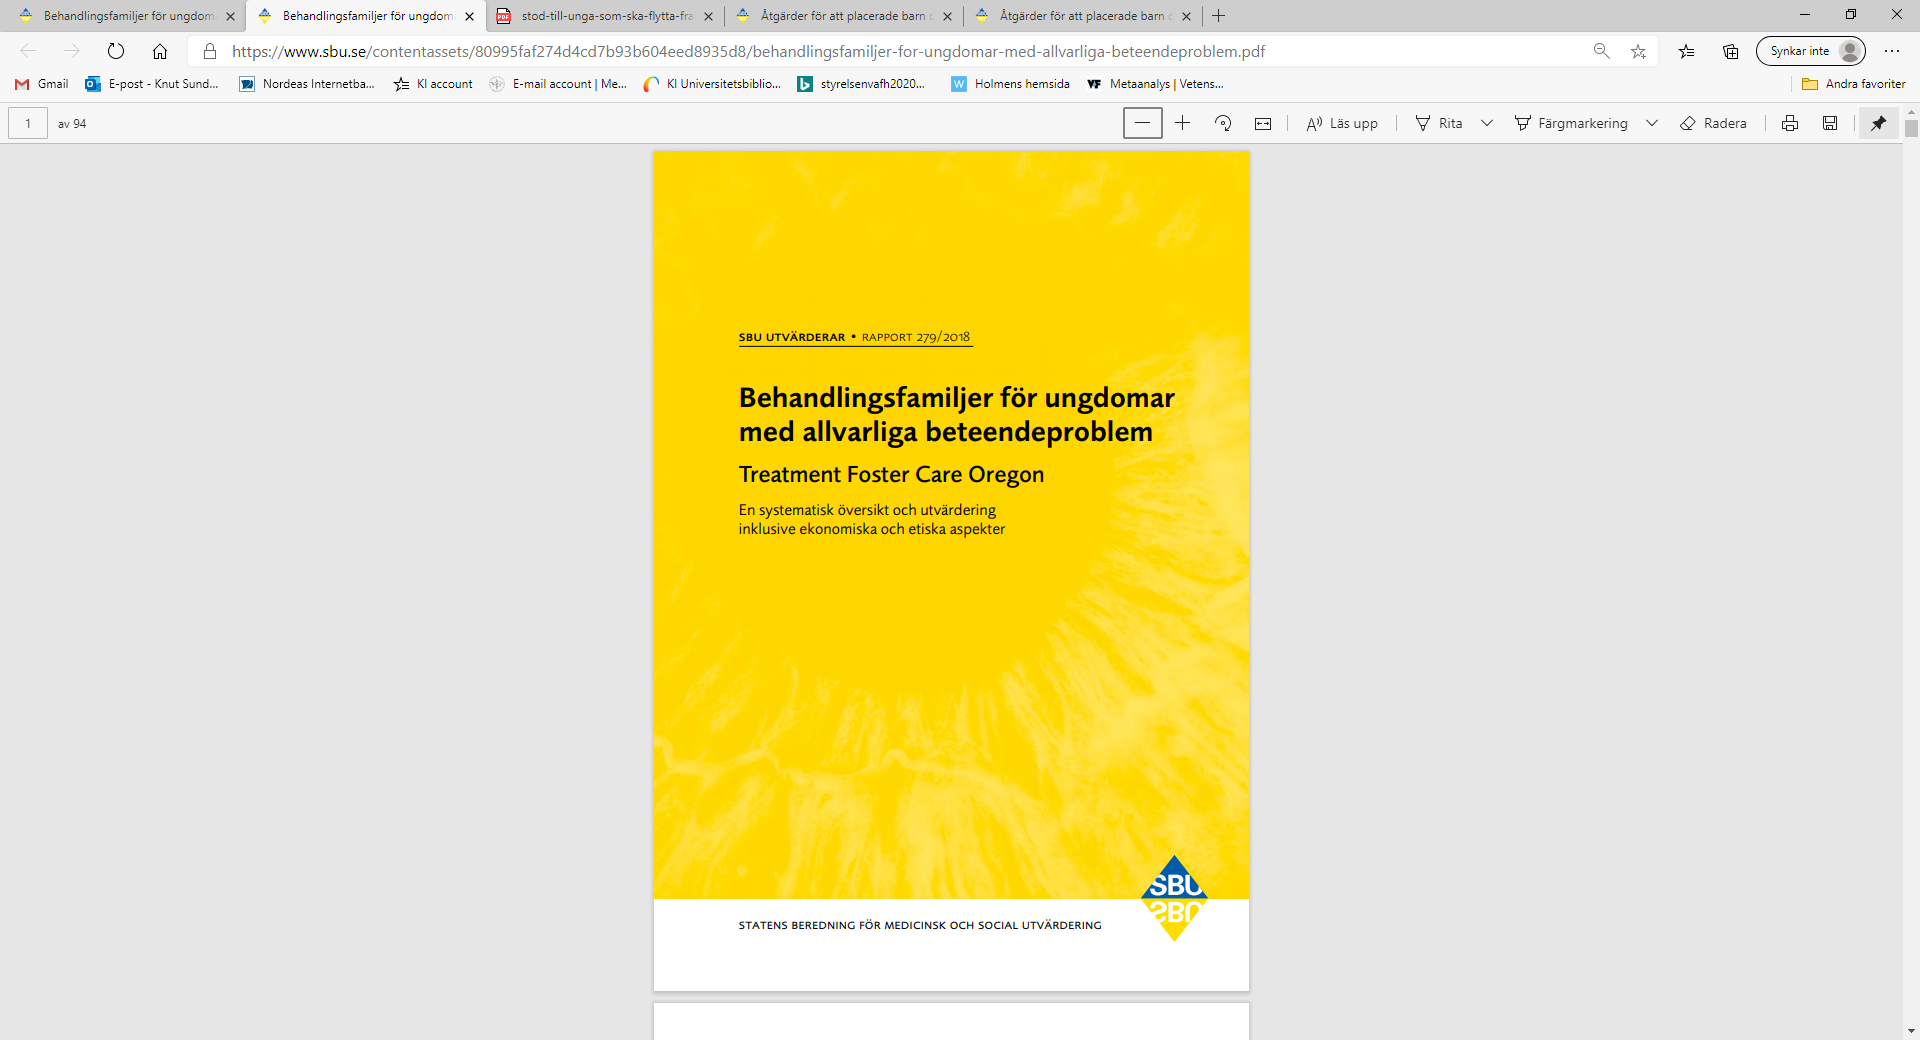 Behandlingsfamiljer för ungdom
Behandlingsfamiljer för ungdom
stod-till-unga-som-ska-flytta-fra
Åtgärder för att placerade barn
Åtgärder för att placerade barn
https://www.sbu.se/contentassets/80995faf274d4cd7b93b604eed8935d8/behandlingsfamiljer-for-ungdomar-med-allvarliga-beteendeproblem.pdf
Synkar inte
Gmail
E-post - Knut Sund...
Nordeas Internetba...
KI account
E-mail account | Me...
KI Universitetsbiblio...
styrelsenvafh2020...
W Holmens hemsida
VF Metaanalys | Vetens...
Andra favoriter
1 av 94
Läs upp
Rita
Färgmarkering
Radera
SBU UTVÄRDERAR • RAPPORT 279/2018
Behandlingsfamiljer för ungdomar
med allvarliga beteendeproblem
Treatment Foster Care Oregon
En systematisk översikt och utvärdering
inklusive ekonomiska och etiska aspekter
SBU
STATENS BEREDNING FÖR MEDICINSK OCH SOCIAL UTVÄRDERING